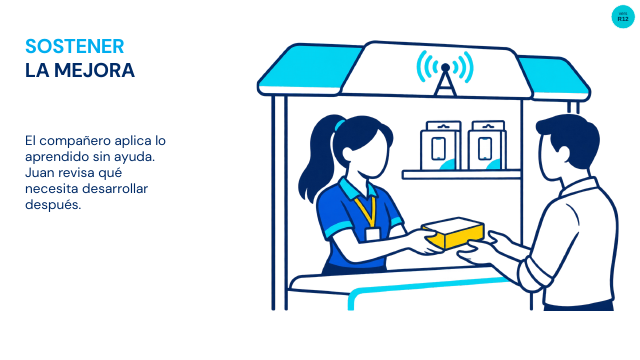 SOSTENER
LA MEJORA
El compañero aplica lo
aprendido sin ayuda.
Juan revisa qué
necesita desarrollar
después.
R12